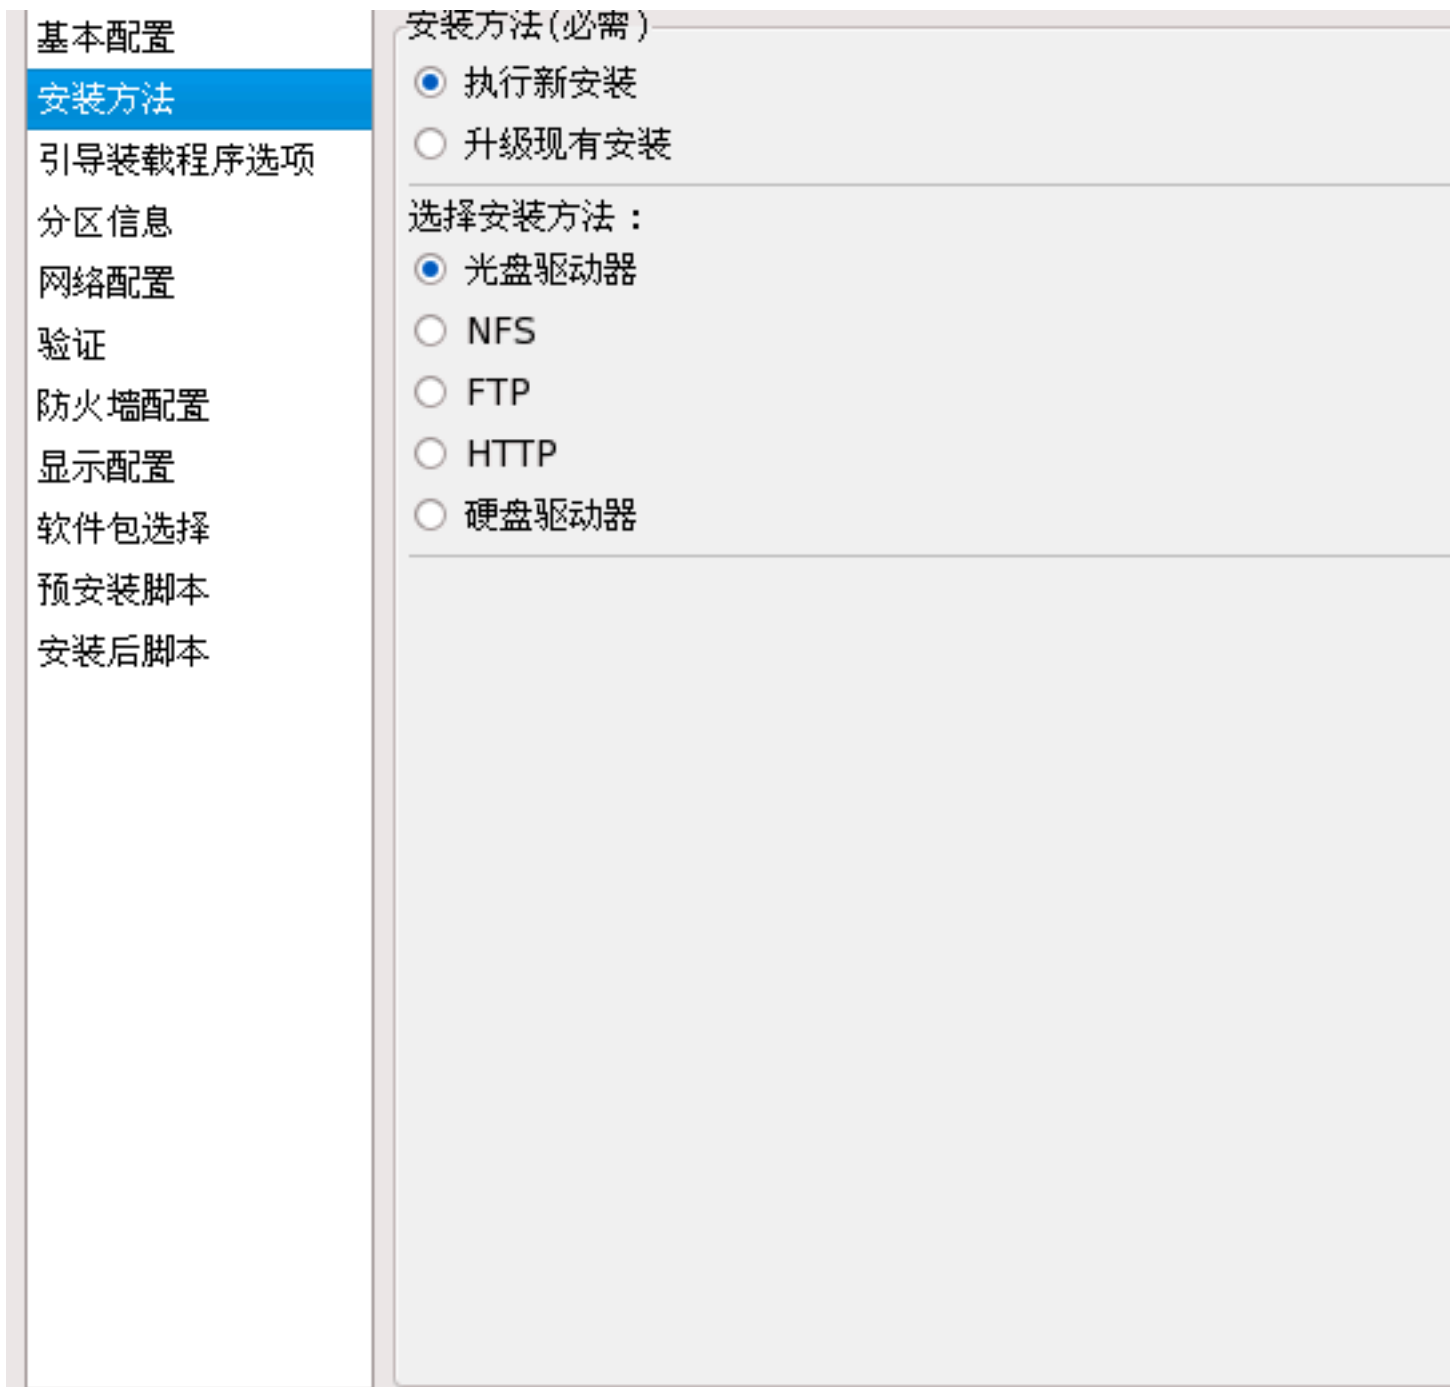 基本配置
安装方法
引导装载程序选项
分区信息
网络配置
验证
防火墙配置
显示配置
软件包选择
预安装脚本
安装后脚本
安装方法(必需)
执行新安装
升级现有安装
选择安装方法：
光盘驱动器
NFS
FTP
HTTP
硬盘驱动器